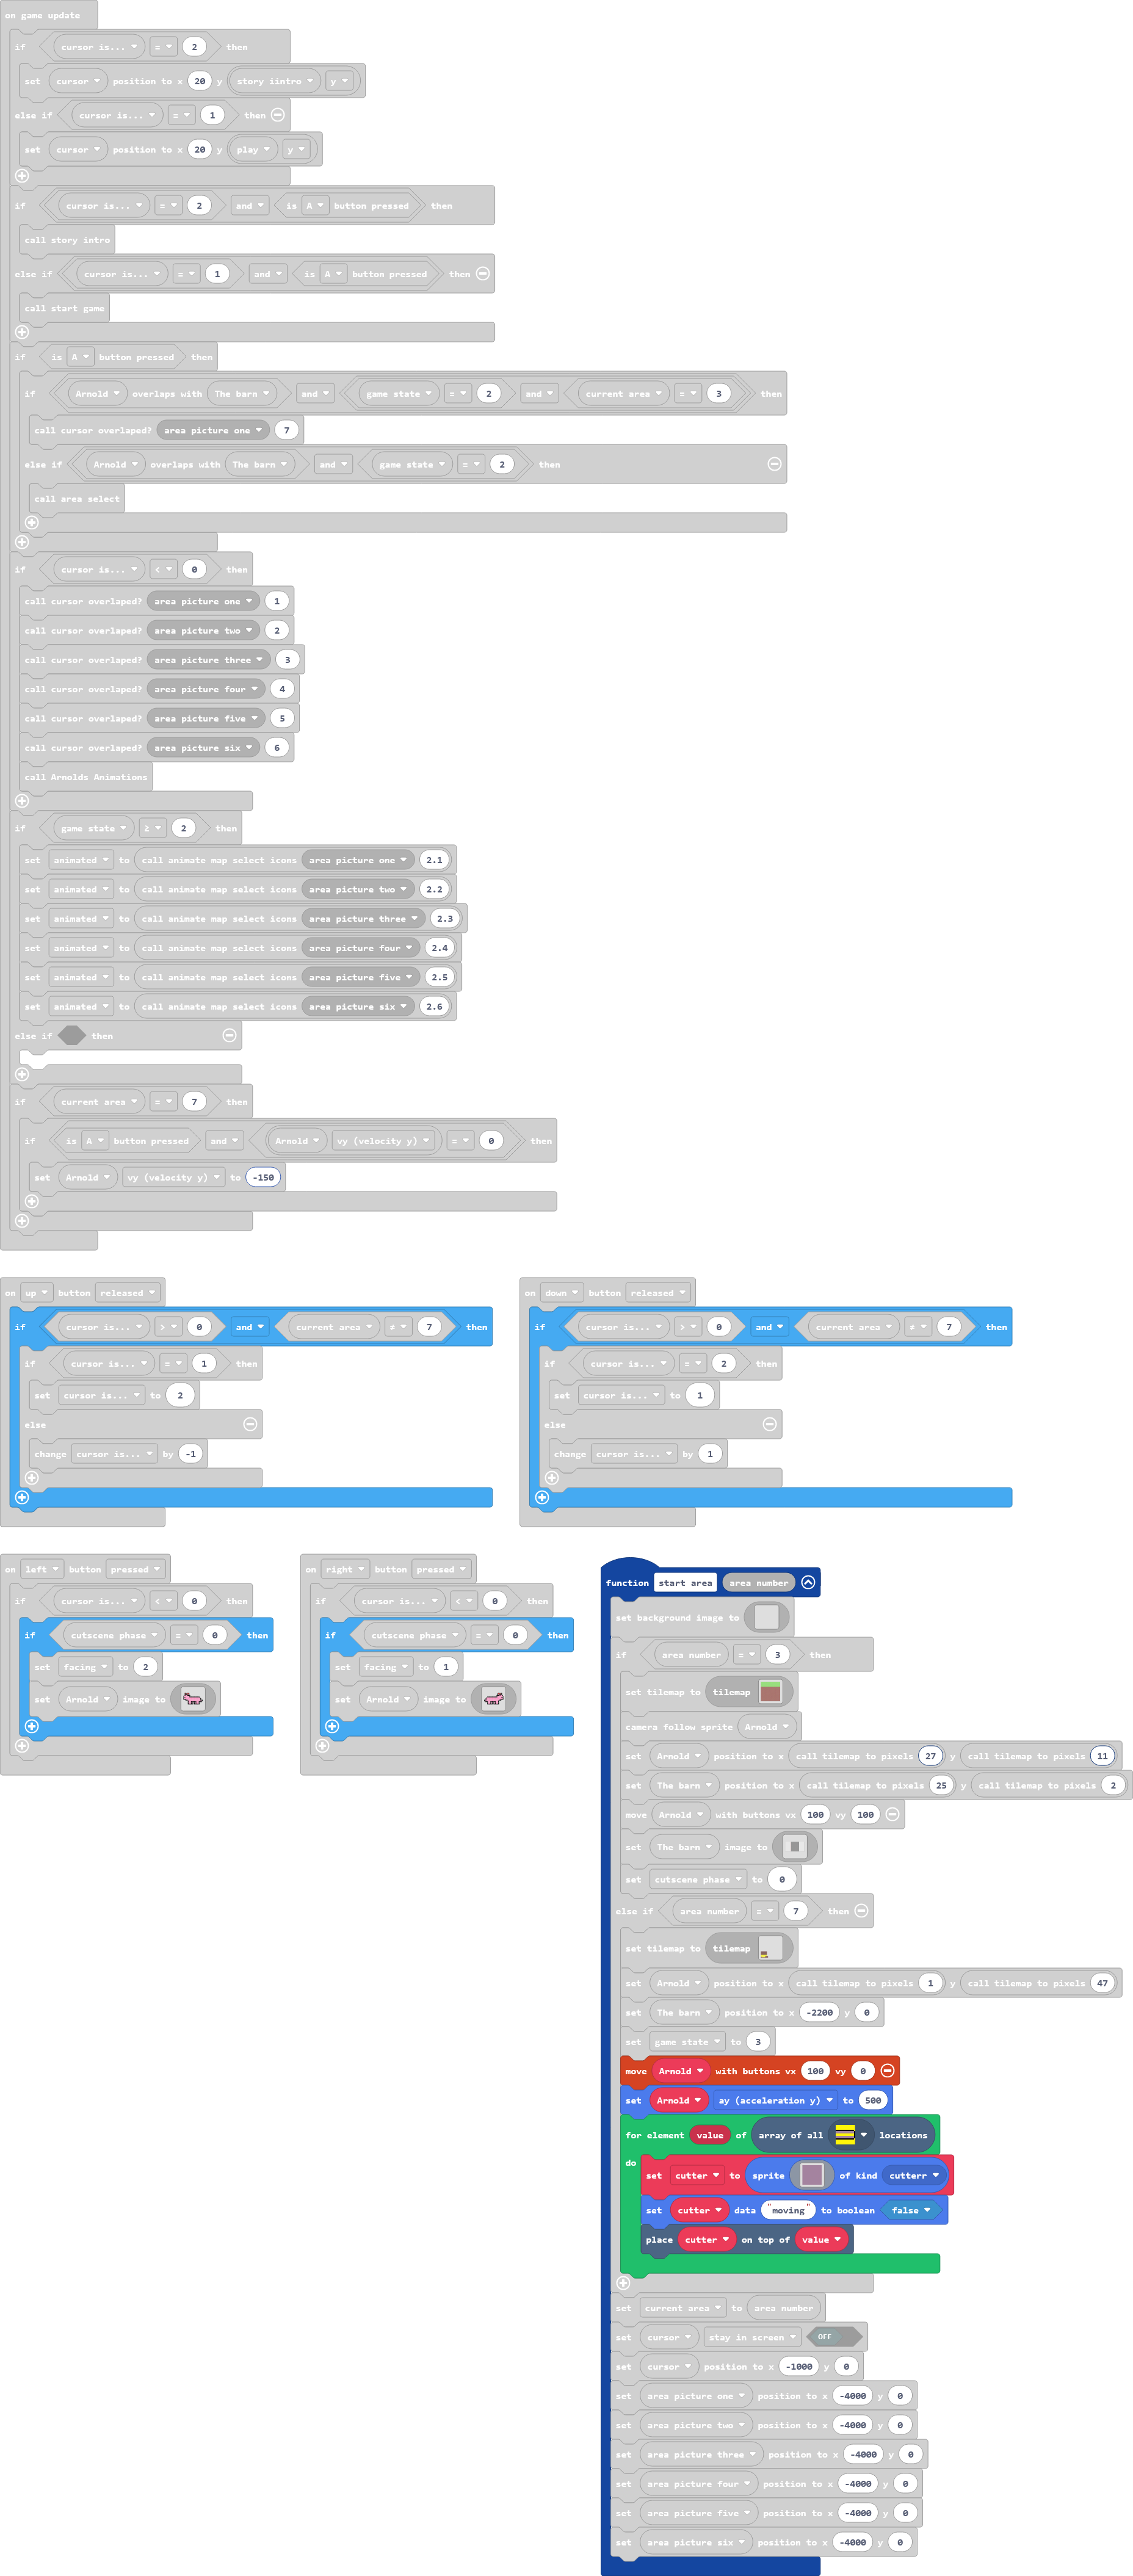 on game update
if cursor is... = 2 then
set cursor position to x 20 y story iintro y
else if cursor is... = 1 then
set cursor position to x 20 y play y
if cursor is... = 2 and is A button pressed then
call story intro
else if cursor is... = 1 and is A button pressed then
call start game
if is A button pressed then
if Arnold overlaps with The barn and game state = 2 and current area = 3 then
call cursor overlaped? area picture one 7
else if Arnold overlaps with The barn and game state = 2 then
call area select
if cursor is... < 0 then
call cursor overlaped? area picture one 1
call cursor overlaped? area picture two 2
call cursor overlaped? area picture three 3
call cursor overlaped? area picture four 4
call cursor overlaped? area picture five 5
call cursor overlaped? area picture six 6
call Arnolds Animations
if game state ≥ 2 then
set animated to call animate map select icons area picture one 2.1
set animated to call animate map select icons area picture two 2.2
set animated to call animate map select icons area picture three 2.3
set animated to call animate map select icons area picture four 2.4
set animated to call animate map select icons area picture five 2.5
set animated to call animate map select icons area picture six 2.6
else if then
if current area = 7 then
if is A button pressed and Arnold vy (velocity y) = 0 then
set Arnold vy (velocity y) to -150
on up button released
if cursor is... > 0 and current area ≠ 7 then
if cursor is... = 1 then
set cursor is... to 2
else
change cursor is... by -1
on down button released
if cursor is... > 0 and current area ≠ 7 then
if cursor is... = 2 then
set cursor is... to 1
else
change cursor is... by 1
on left button pressed
if cursor is... < 0 then
if cutscene phase = 0 then
set facing to 2
set Arnold image to
on right button pressed
if cursor is... < 0 then
if cutscene phase = 0 then
set facing to 1
set Arnold image to
function start area area number
set background image to
if area number = 3 then
set tilemap to tilemap
camera follow sprite Arnold
set Arnold position to x call tilemap to pixels 27 y call tilemap to pixels 11
set The barn position to x call tilemap to pixels 25 y call tilemap to pixels 2
move Arnold with buttons vx 100 vy 100
set The barn image to
set cutscene phase to 0
else if area number = 7 then
set tilemap to tilemap
set Arnold position to x call tilemap to pixels 1 y call tilemap to pixels 47
set The barn position to x -2200 y 0
set game state to 3
move Arnold with buttons vx 100 vy 0
set Arnold ay (acceleration y) to 500
for element value of array of all locations
do
set cutter to sprite of kind cutterr
set cutter data "moving" to boolean false
place cutter on top of value
set current area to area number
set cursor stay in screen OFF
set cursor position to x -1000 y 0
set area picture one position to x -4000 y 0
set area picture two position to x -4000 y 0
set area picture three position to x -4000 y 0
set area picture four position to x -4000 y 0
set area picture five position to x -4000 y 0
set area picture six position to x -4000 y 0